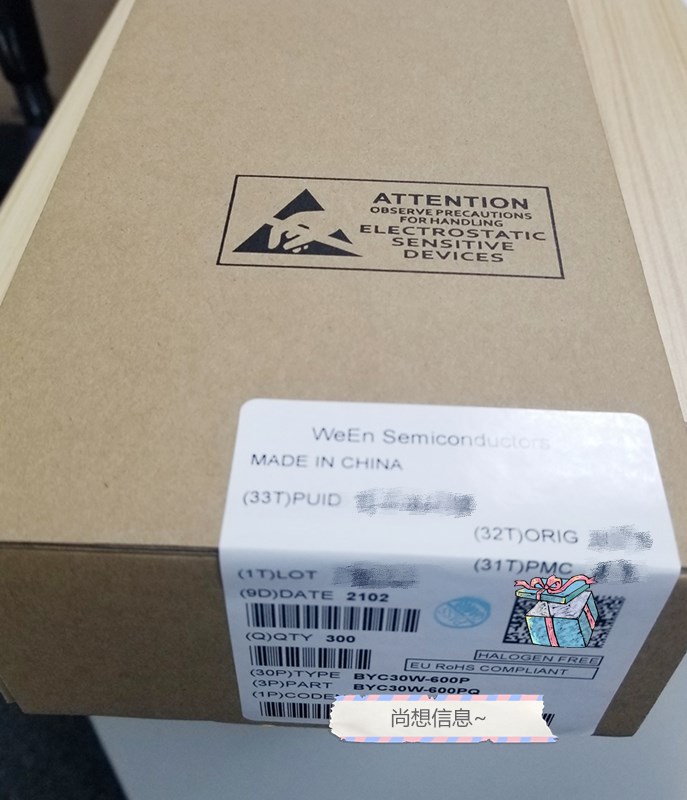 ATTENTION
OBSERVE PRECAUTIONS
FOR HANDLING
ELECTROSTATIC
SENSITIVE
DEVICES
WeEn Semiconductors
MADE IN CHINA
(33T)PUID
(32T)ORIG
(31T)PMC
(1T)LOT
(9D)DATE 2102
(Q)QTY 300
HALOGEN FREE
EU RoHS COMPLIANT
(30P)TYPE BYC30W-600P
(3P)PART BYC30W-600PQ
(1P)CODE
尚想信息~